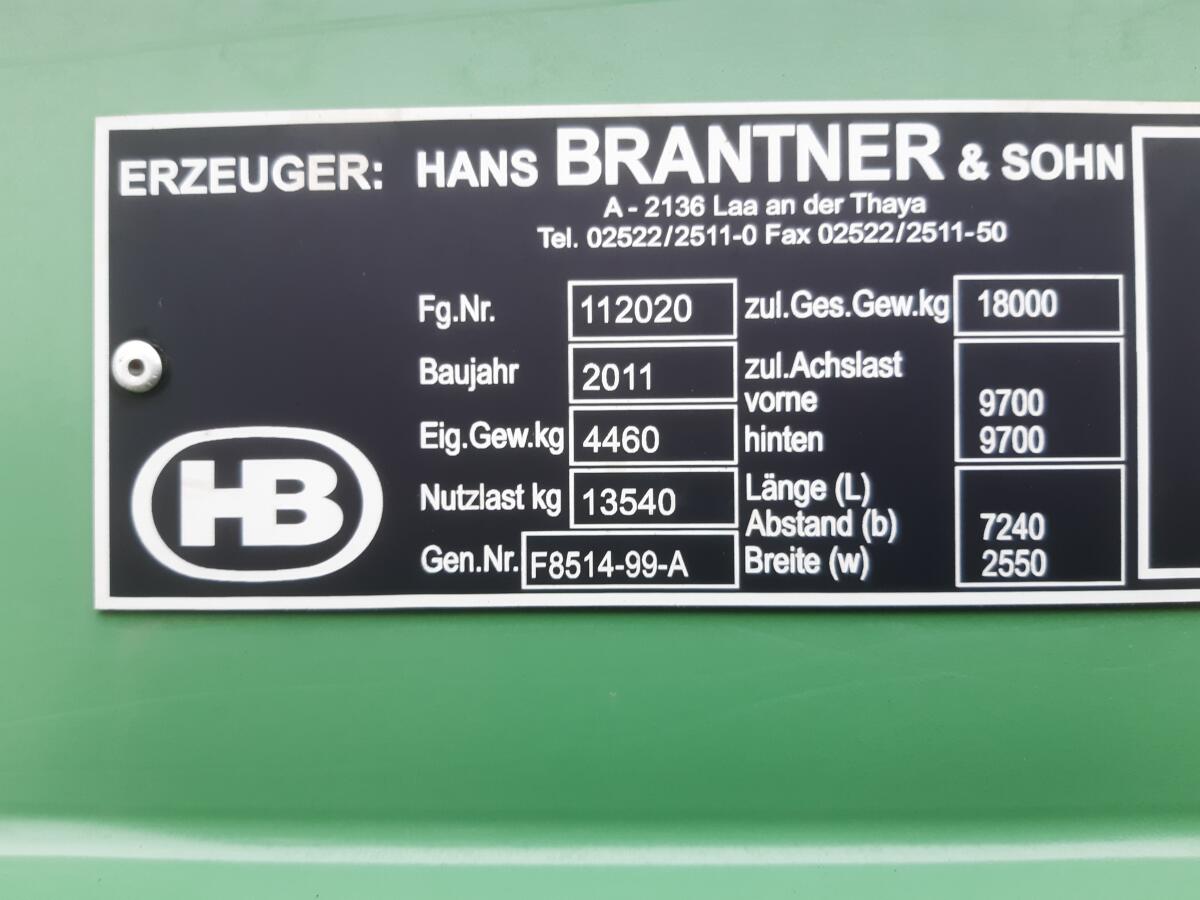 ERZEUGER: HANS BRANTNER & SOHN
A - 2136 Laa an der Thaya
Tel. 02522/2511-0 Fax 02522/2511-50
Fg.Nr. 112020 zul.Ges.Gew.kg 18000
Baujahr 2011 zul.Achslast
vorne 9700
Eig.Gew.kg 4460 hinten 9700
Nutzlast kg 13540 Länge (L)
Abstand (b) 7240
Gen.Nr. F8514-99-A Breite (w) 2550
HB